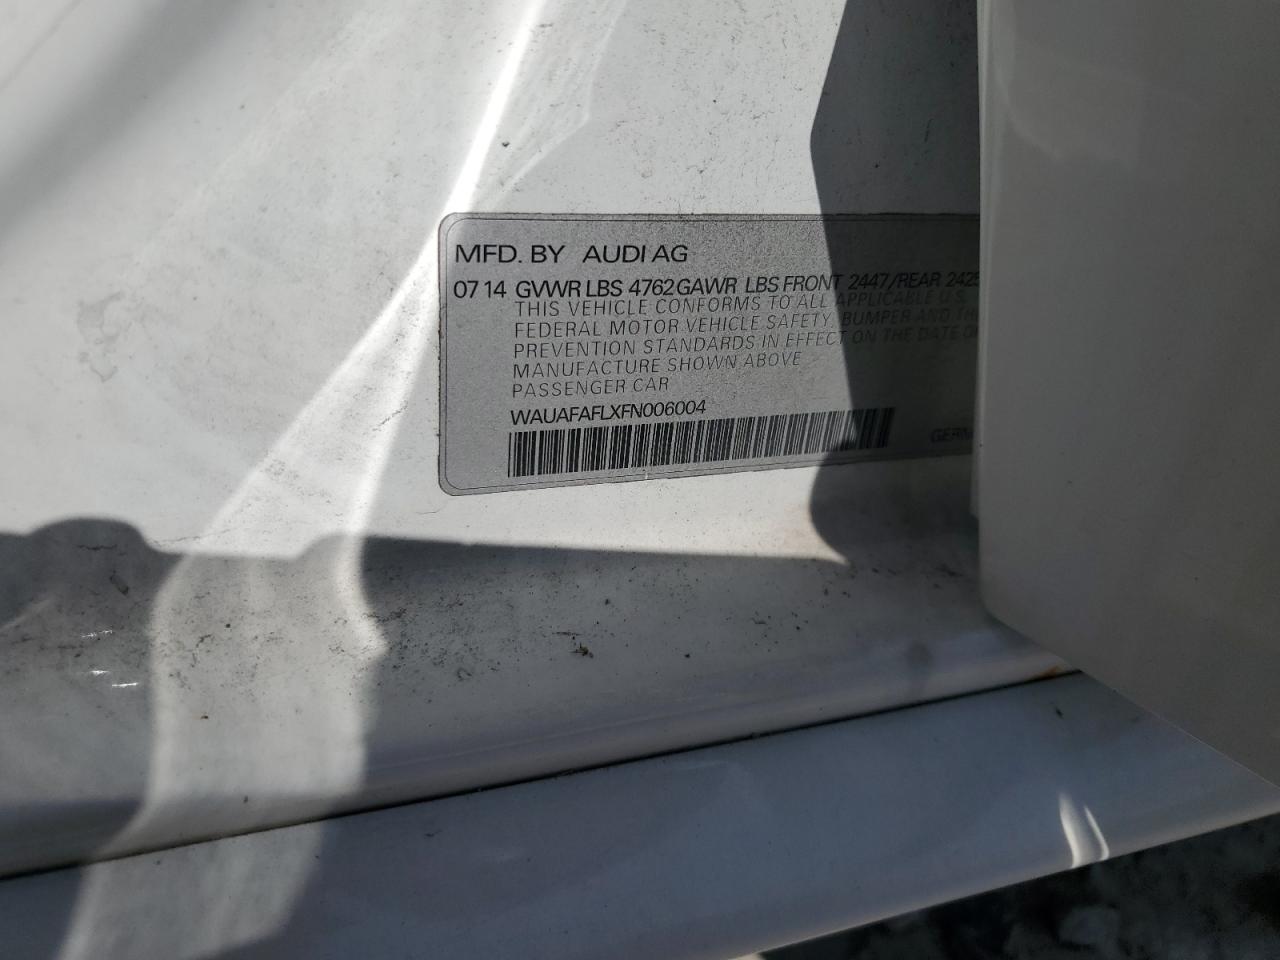 MFD. BY AUDI AG
07 14 GVWR LBS 4762 GAWR LBS FRONT 2447/REAR 2425
THIS VEHICLE CONFORMS TO ALL APPLICABLE U.S.
FEDERAL MOTOR VEHICLE SAFETY, BUMPER AND
PREVENTION STANDARDS IN EFFECT ON THE DATE
MANUFACTURE SHOWN ABOVE
PASSENGER CAR
WAUAFAFLXFN006004